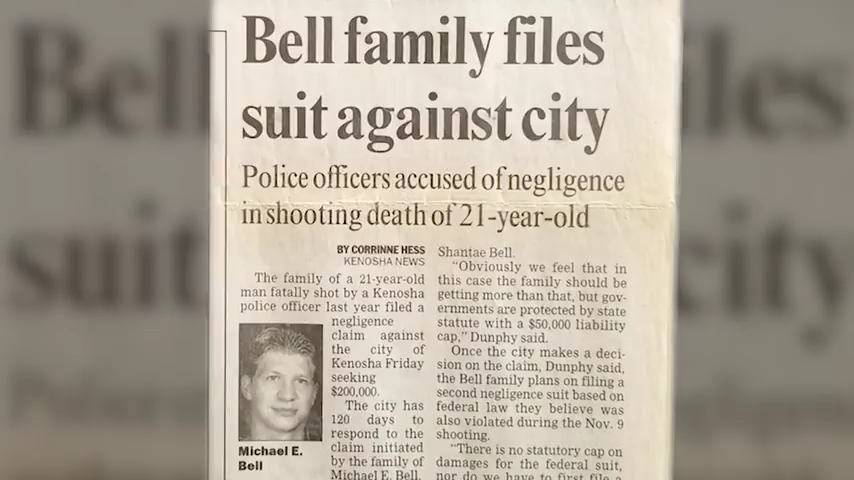 Bell family files
suit against city
Police officers accused of negligence
in shooting death of 21-year-old
BY CORRINNE HESS
KENOSHA NEWS
The family of a 21-year-old
man fatally shot by a Kenosha
police officer last year filed a
negligence
claim against
the city of
Kenosha Friday
seeking
$200,000.
The city has
120 days to
respond to the
claim initiated
by the family of
Michael E. Bell,
Michael E.
Bell
Shantae Bell.
"Obviously we feel that in
this case the family should be
getting more than that, but gov-
ernments are protected by state
statute with a $50,000 liability
cap," Dunphy said.
Once the city makes a deci-
sion on the claim, Dunphy said,
the Bell family plans on filing a
second negligence suit based on
federal law they believe was
also violated during the Nov. 9
shooting.
"There is no statutory cap on
damages for the federal suit,
nor do we have to first file a